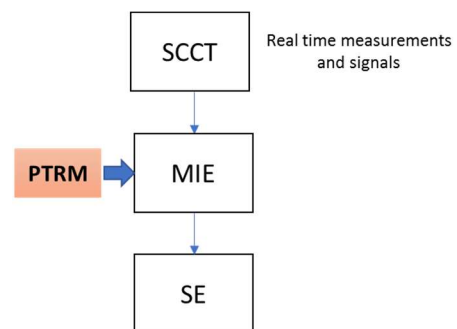 SCCT
Real time measurements
and signals
PTRM
MIE
SE